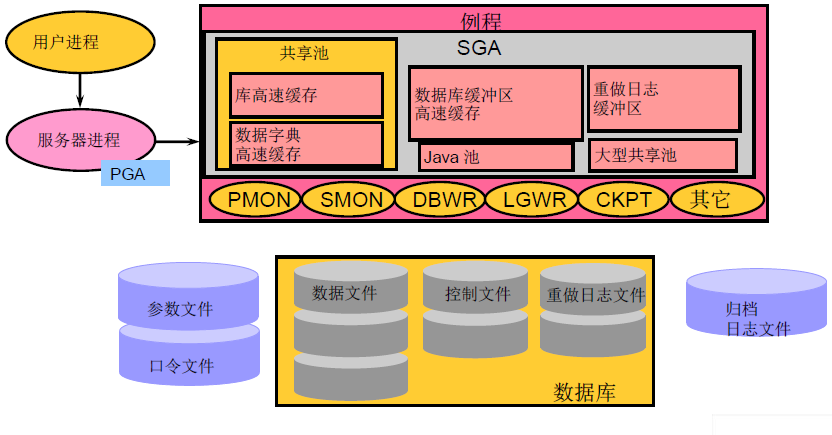 用户进程
服务器进程
PGA
例程
SGA
共享池
库高速缓存
数据字典
高速缓存
数据库缓冲区
高速缓存
重做日志
缓冲区
Java 池
大型共享池
PMON
SMON
DBWR
LGWR
CKPT
其它
参数文件
口令文件
数据文件
控制文件
重做日志文件
数据库
归档
日志文件